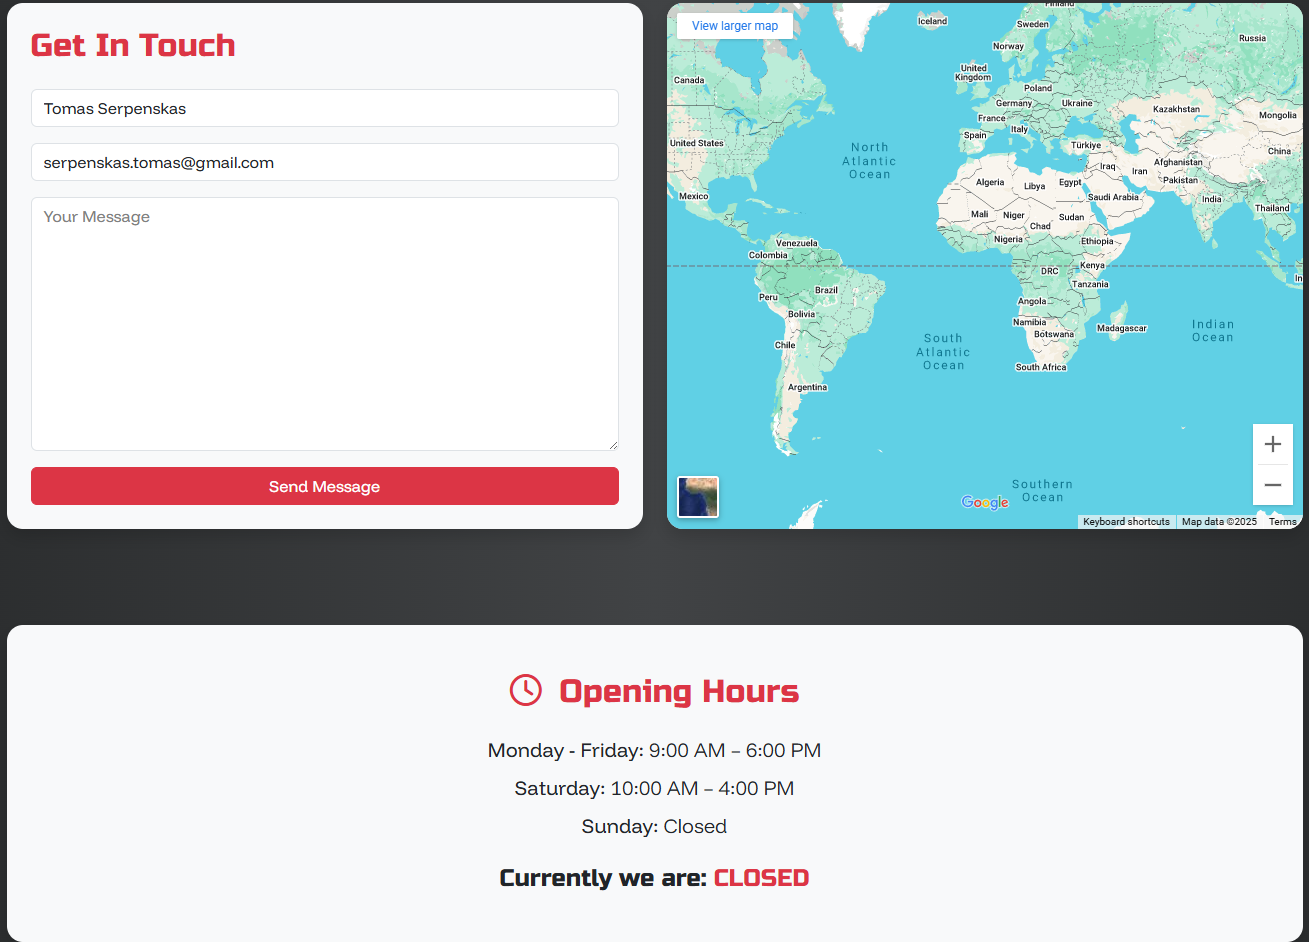 Get In Touch
Tomas Serpenskas
serpenskas.tomas@gmail.com
Your Message
Send Message
View larger map
Iceland
Finland
Sweden
Russia
Norway
Canada
United
Kingdom
Poland
Germany
Ukraine
Kazakhstan
France
Mongolia
Italy
Spain
United States
Türkiye
China
North
Atlantic
Ocean
Afghanistan
Iraq
Iran
Pakistan
Algeria
Libya
Egypt
Mexico
Saudi Arabia
India
Thailand
Mali
Niger
Sudan
Chad
Nigeria
Ethiopia
Venezuela
Colombia
Kenya
DRC
In
Tanzania
Brazil
Peru
Angola
Bolivia
Namibia
Madagascar
Indian
Ocean
Botswana
Chile
South
Atlantic
Ocean
South Africa
Argentina
Southern
Ocean
Google
Keyboard shortcuts
Map data ©2025
Terms
Opening Hours
Monday - Friday: 9:00 AM – 6:00 PM
Saturday: 10:00 AM – 4:00 PM
Sunday: Closed
Currently we are: CLOSED